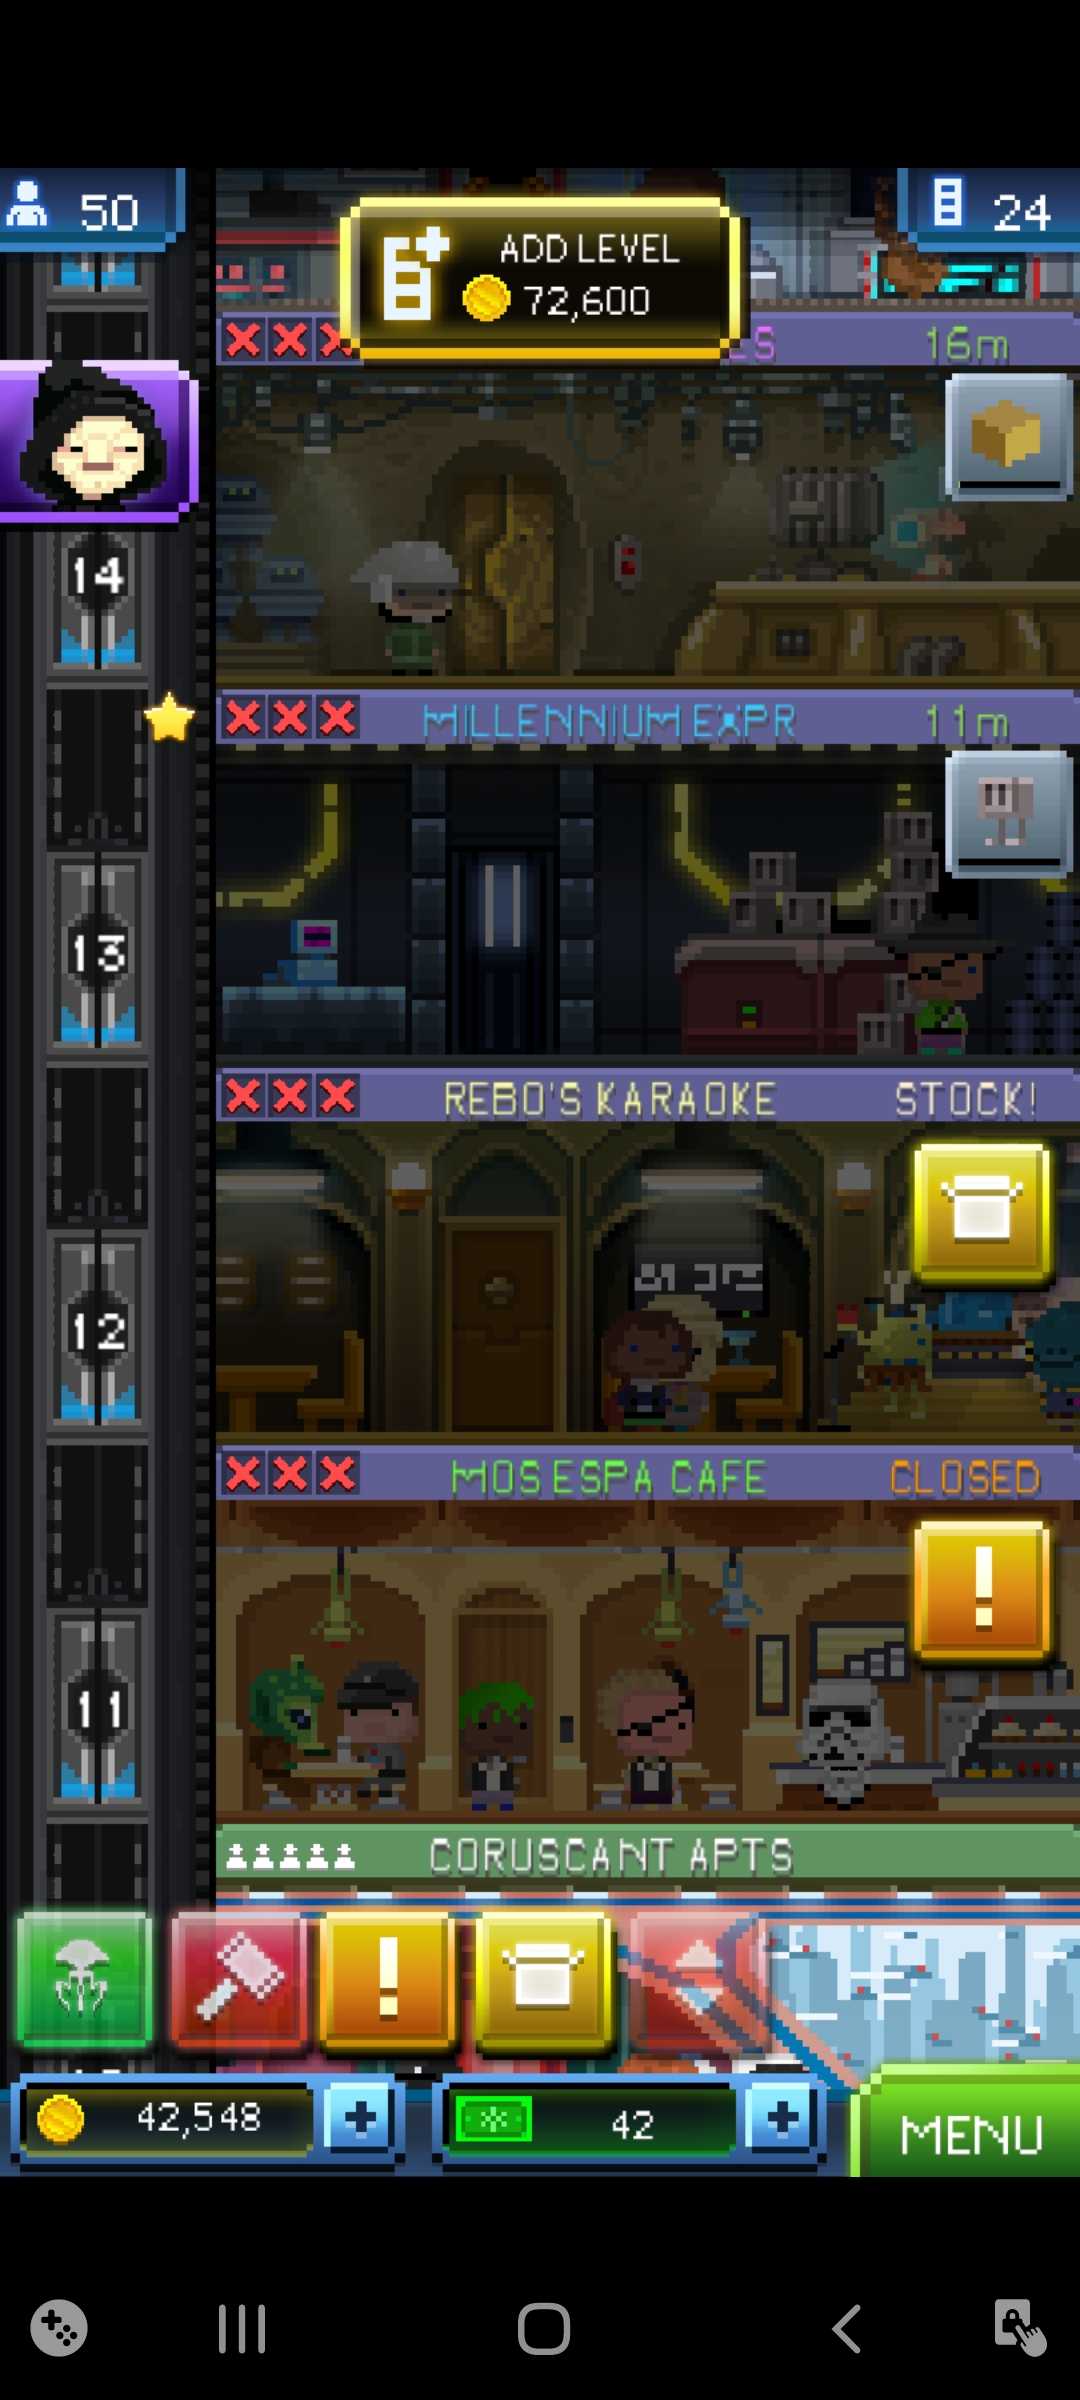 50
ADD LEVEL
72,600
24
16m
14
MILLENNIUM EXPR
11m
13
REBO'S KARAOKE
STOCK!
12
MOS ESPA CAFE
CLOSED
!
11
CORUSCANT APTS
!
42,548
+
42
+
MENU